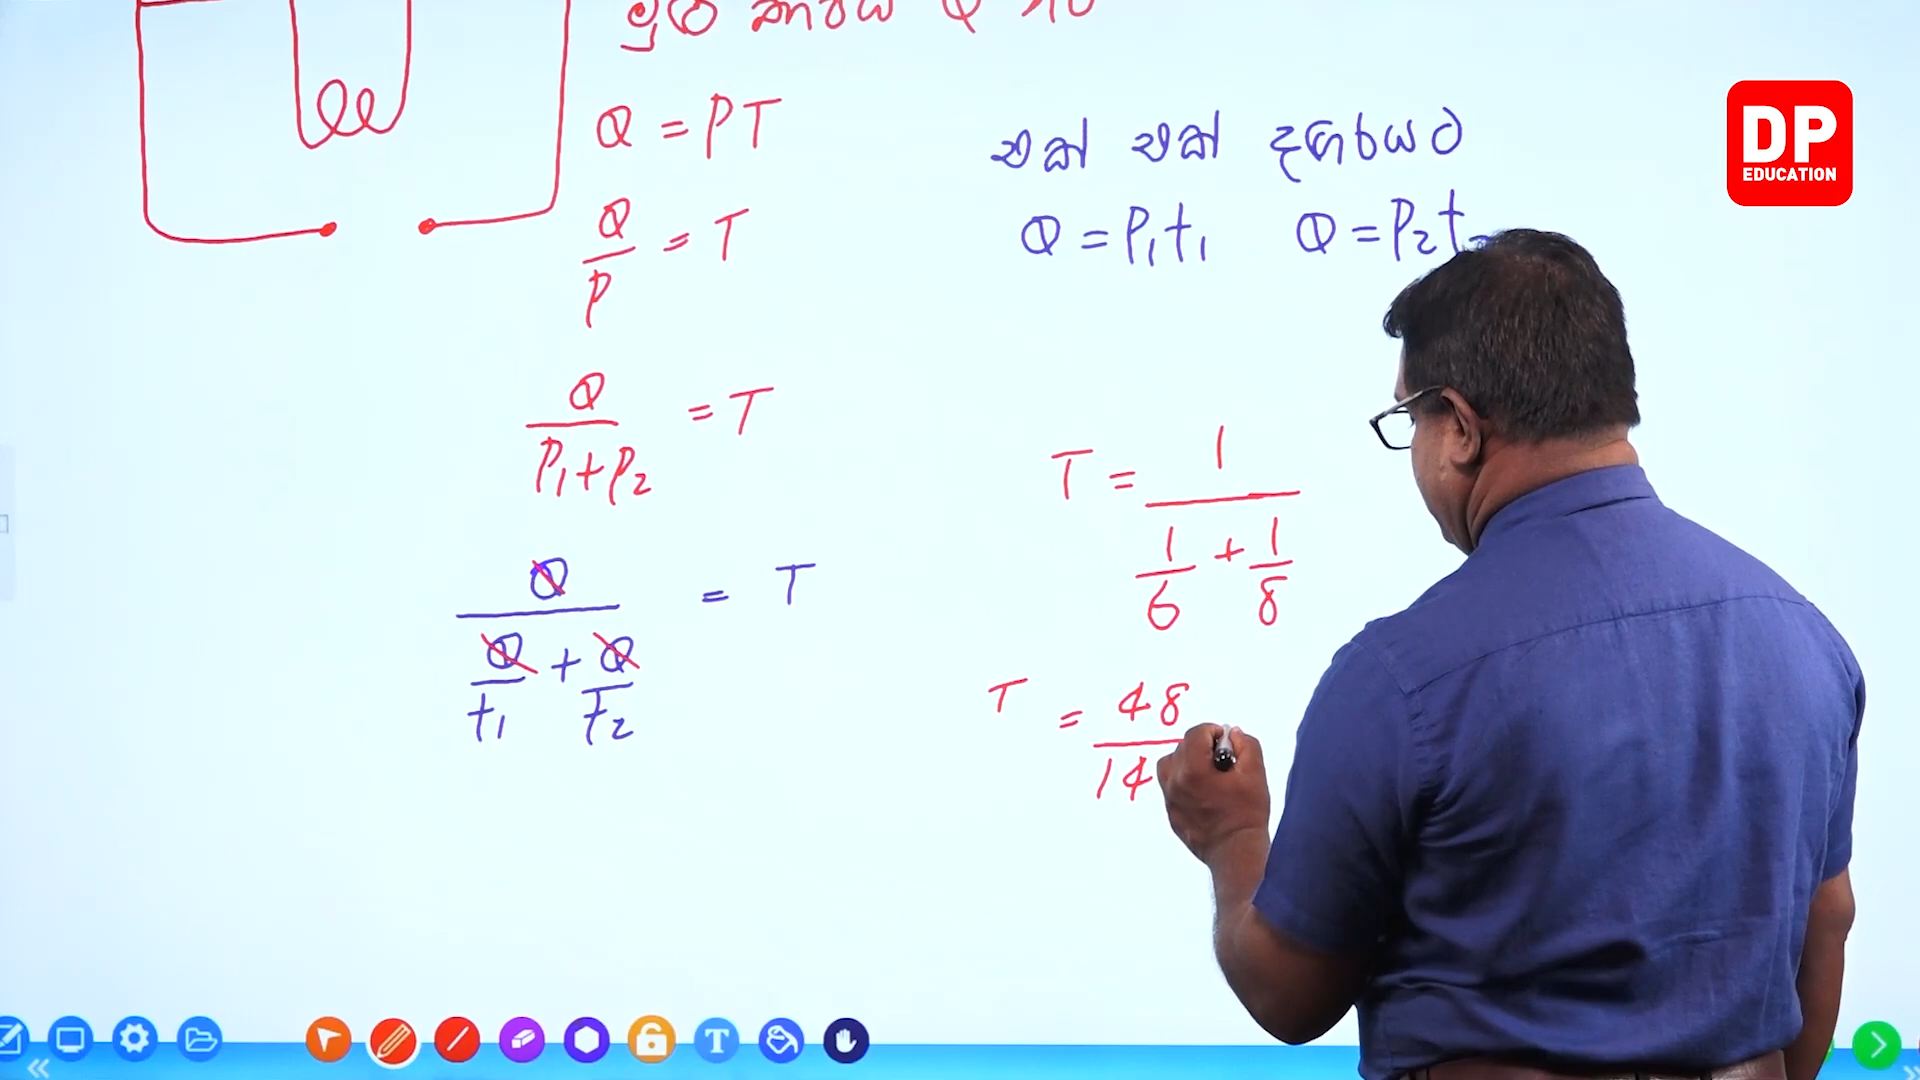 Q = PT
Q/P = T
Q/(P₁+P₂) = T
Q/(Q/t₁ + Q/t₂) = T
එක් එක් දඟරයට
Q = P₁t₁ Q = P₂t
T = 1/(1/6 + 1/8)
T = 48/14
DP
EDUCATION